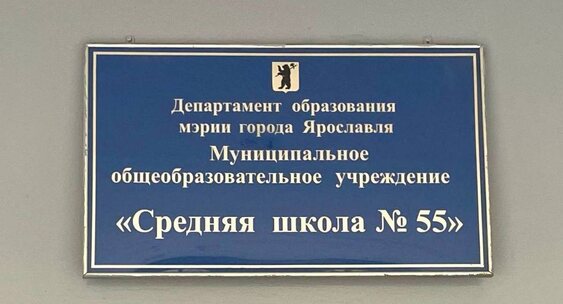 Департамент образования
мэрии города Ярославля
Муниципальное
общеобразовательное учреждение
«Средняя школа № 55»